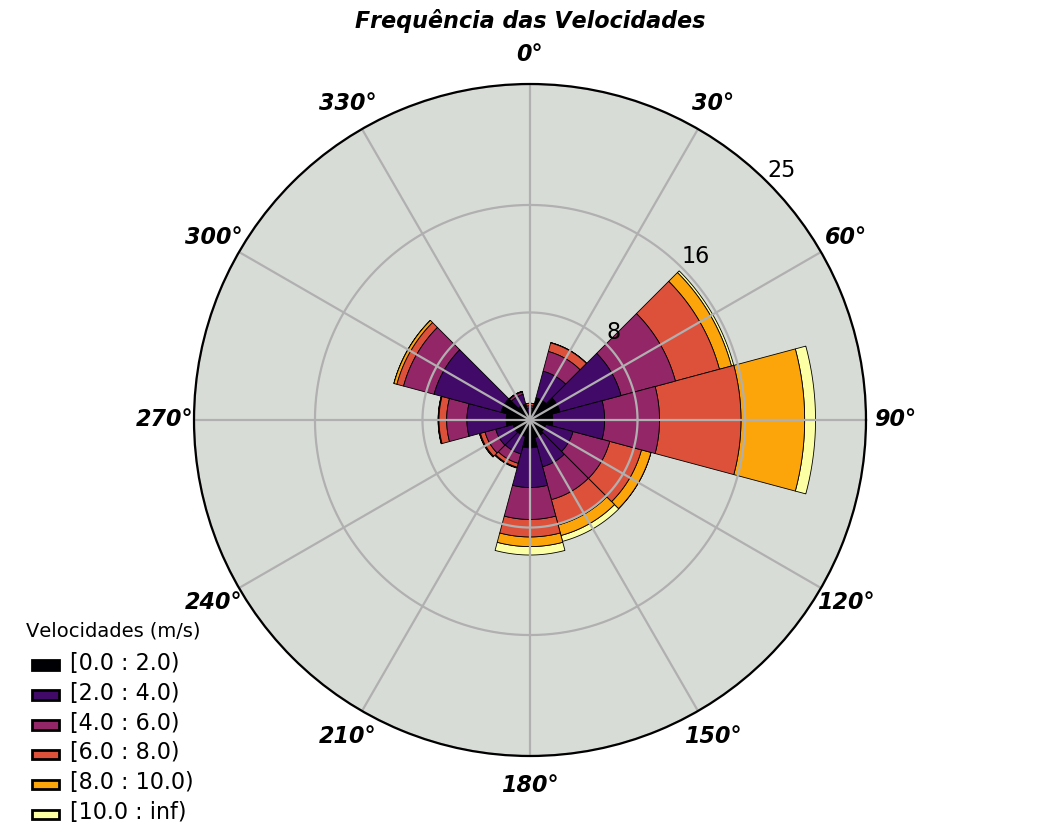 Frequência das Velocidades
0°
30°
60°
90°
120°
150°
180°
210°
240°
270°
300°
330°
25
16
8
Velocidades (m/s)
[0.0 : 2.0)
[2.0 : 4.0)
[4.0 : 6.0)
[6.0 : 8.0)
[8.0 : 10.0)
[10.0 : inf)